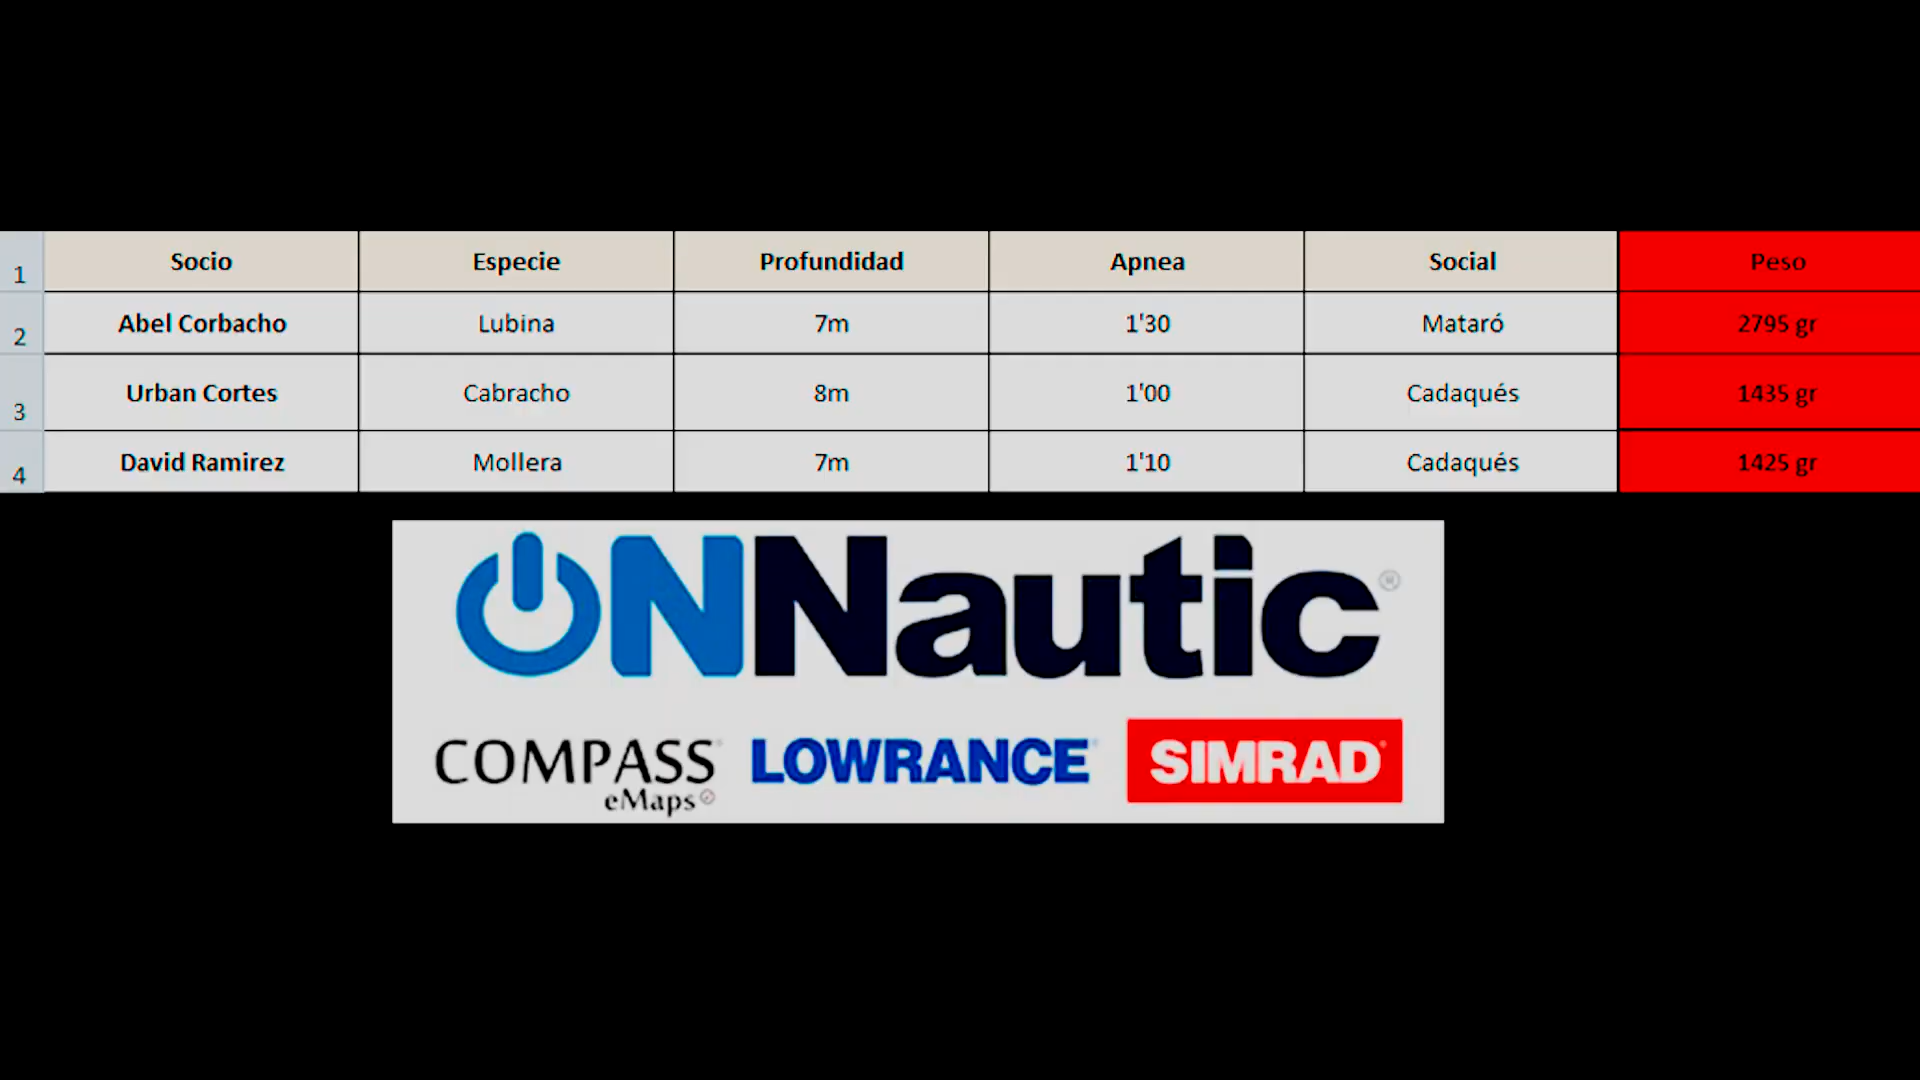 1 Socio Especie Profundidad Apnea Social Peso
2 Abel Corbacho Lubina 7m 1'30 Mataró 2795 gr
3 Urban Cortes Cabracho 8m 1'00 Cadaqués 1435 gr
4 David Ramirez Mollera 7m 1'10 Cadaqués 1425 gr
ONNautic®
COMPASS LOWRANCE SIMRAD
eMaps